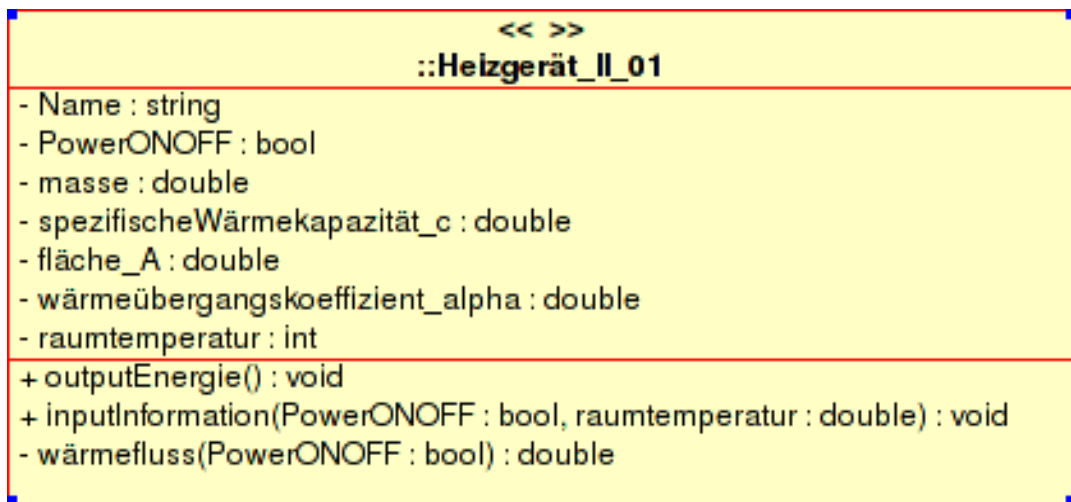 << >>
::Heizgerät_II_01
- Name : string
- PowerONOFF : bool
- masse : double
- spezifischeWärmekapazität_c : double
- fläche_A : double
- wärmeübergangskoeffizient_alpha : double
- raumtemperatur : int
+ outputEnergie() : void
+ inputInformation(PowerONOFF : bool, raumtemperatur : double) : void
- wärmefluss(PowerONOFF : bool) : double